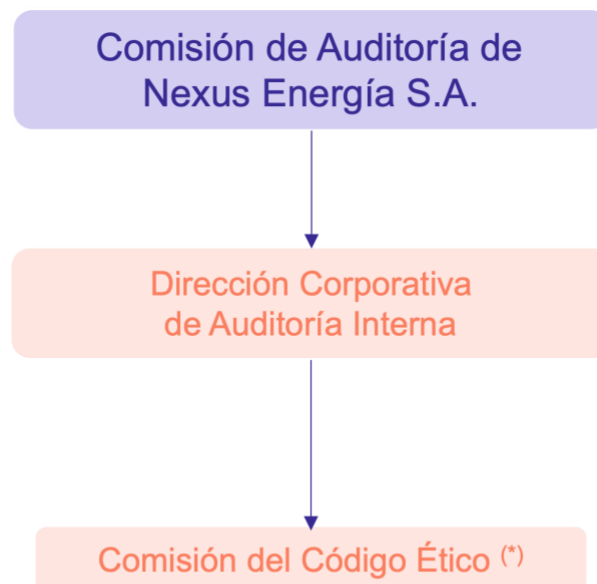 Comisión de Auditoría de
Nexus Energía S.A.
Dirección Corporativa
de Auditoría Interna
Comisión del Código Ético (*)